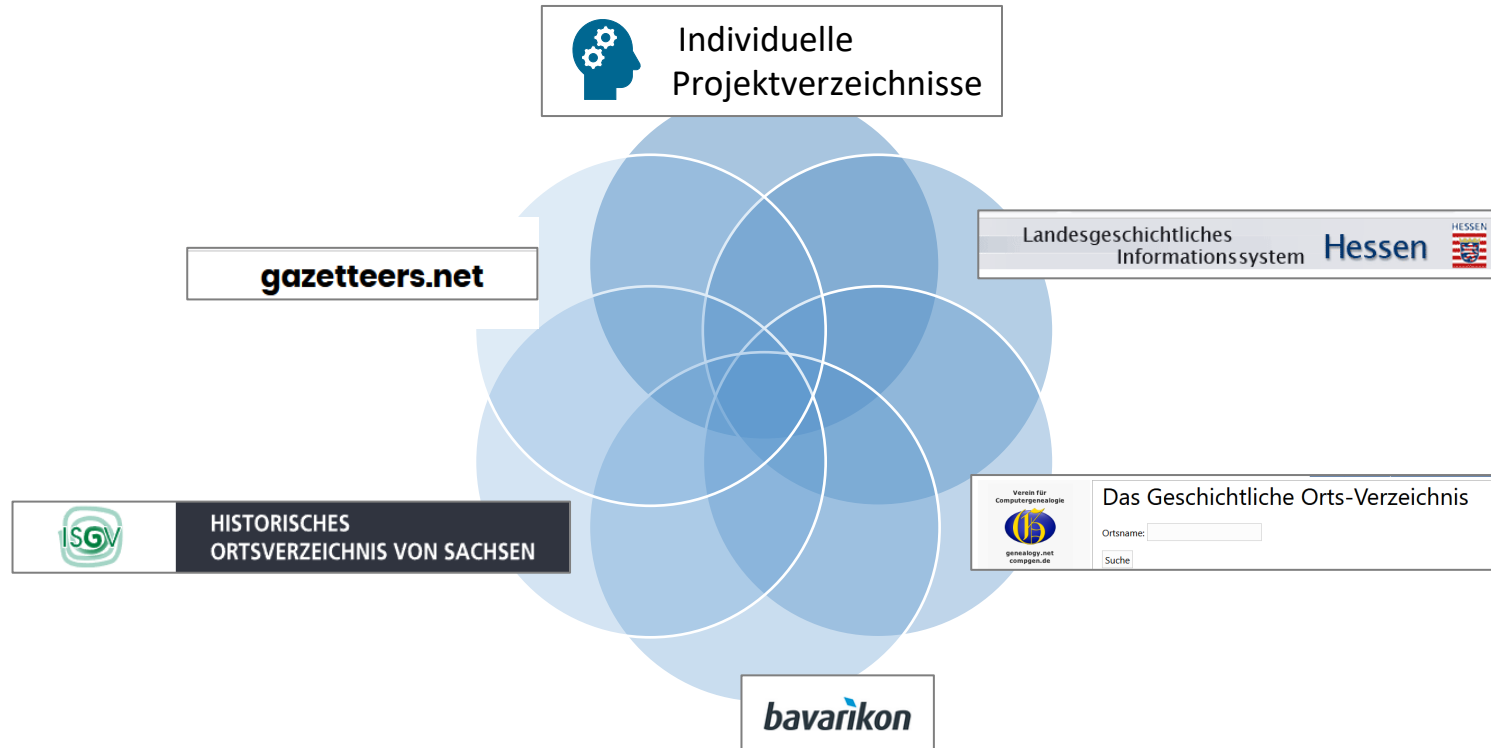 Individuelle
Projektverzeichnisse
gazetteers.net
Landesgeschichtliches
Informationssystem
Hessen
HESSEN
ISGV
HISTORISCHES
ORTSVERZEICHNIS VON SACHSEN
Verein für
Computergenealogie
G
genealogy.net
compgen.de
Das Geschichtliche Orts-Verzeichnis
Ortsname:
Suche
bavarikon